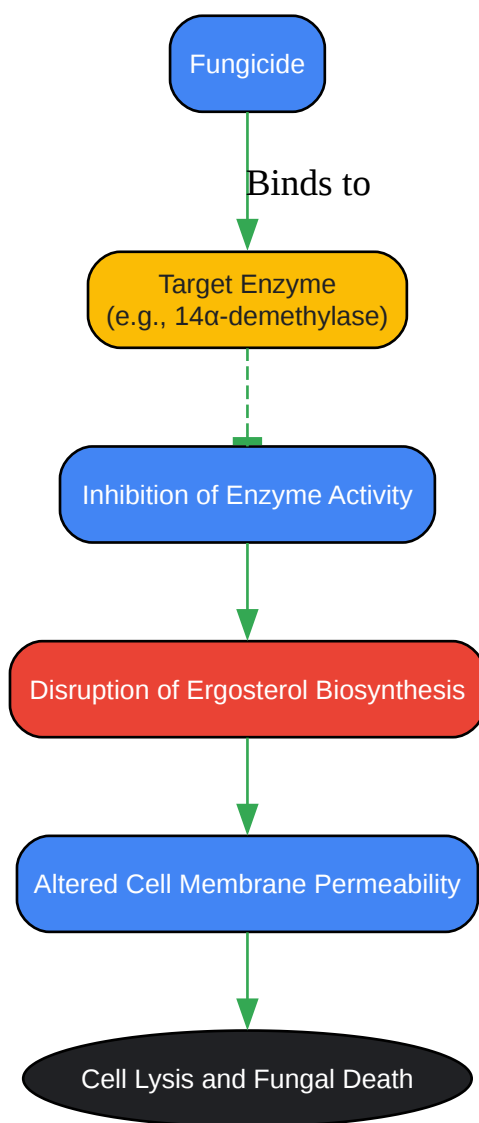 Fungicide
Binds to
Target Enzyme
(e.g., 14α-demethylase)
Inhibition of Enzyme Activity
Disruption of Ergosterol Biosynthesis
Altered Cell Membrane Permeability
Cell Lysis and Fungal Death